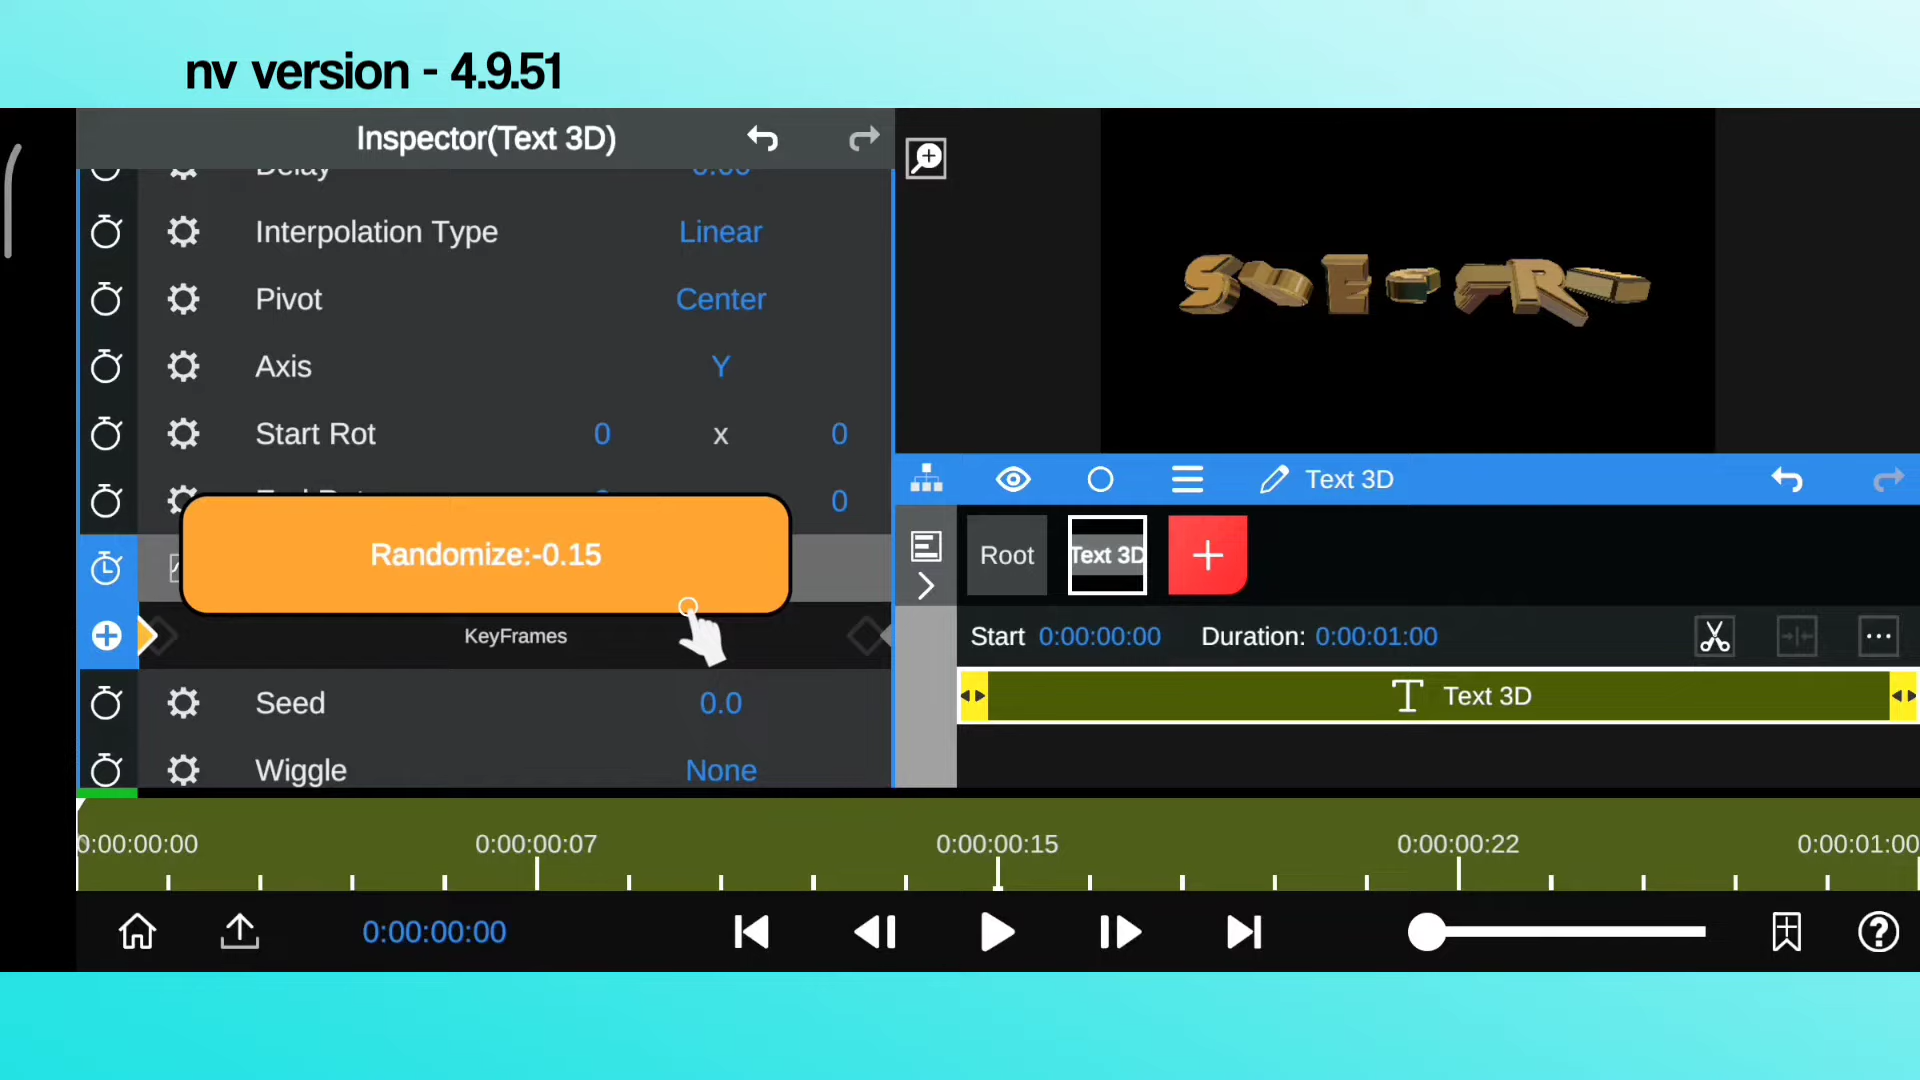 nv version - 4.9.51
Inspector(Text 3D)
Delay 0.00
Interpolation Type Linear
Pivot Center
Axis Y
Start Rot 0 x 0
0
Randomize:-0.15
KeyFrames
Seed 0.0
Wiggle None
Text 3D
Root Text 3D
Start 0:00:00:00 Duration: 0:00:01:00
Text 3D
0:00:00:00 0:00:00:07 0:00:00:15 0:00:00:22 0:00:01:00
0:00:00:00